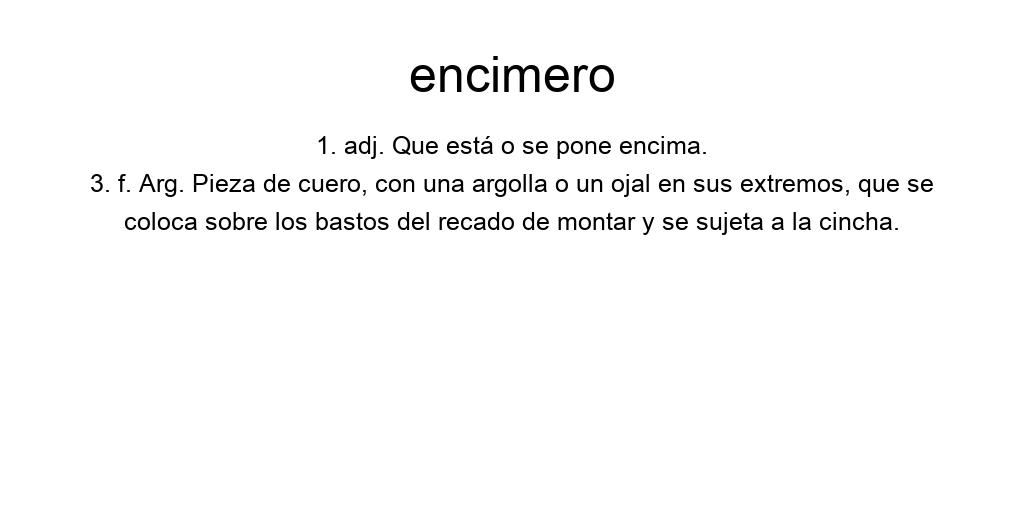 encimero
1. adj. Que está o se pone encima.
3. f. Arg. Pieza de cuero, con una argolla o un ojal en sus extremos, que se
coloca sobre los bastos del recado de montar y se sujeta a la cincha.